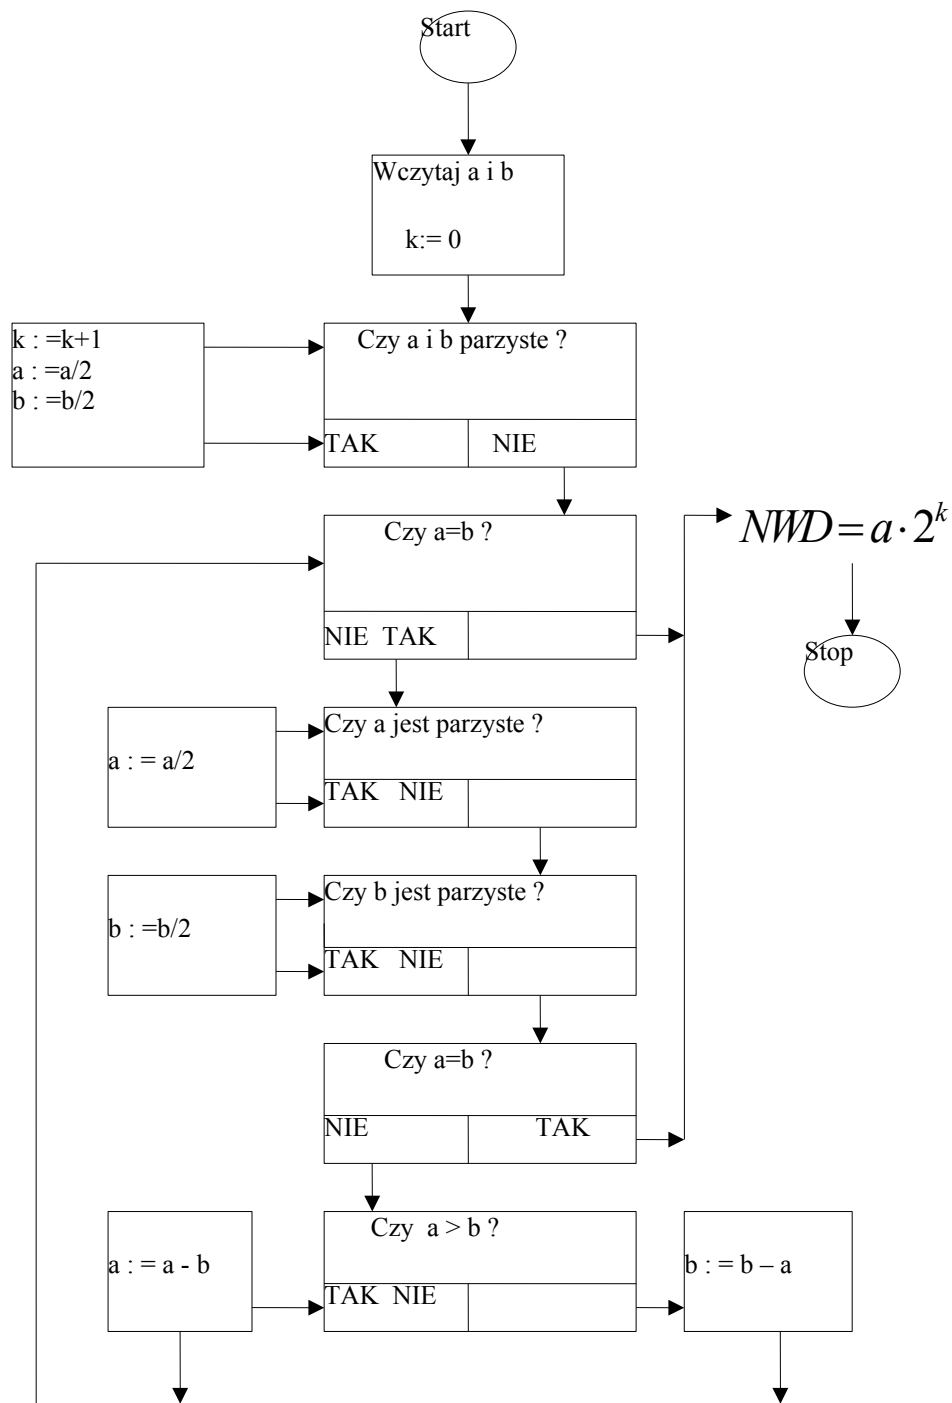 Start
Wczytaj a i b
k:= 0
k : =k+1
a : =a/2
b : =b/2
Czy a i b parzyste ?
TAK NIE
Czy a=b ?
NIE TAK
NWD = a · 2^k
Stop
a : = a/2
Czy a jest parzyste ?
TAK NIE
b : =b/2
Czy b jest parzyste ?
TAK NIE
Czy a=b ?
NIE TAK
a : = a - b
Czy a > b ?
TAK NIE
b : = b – a